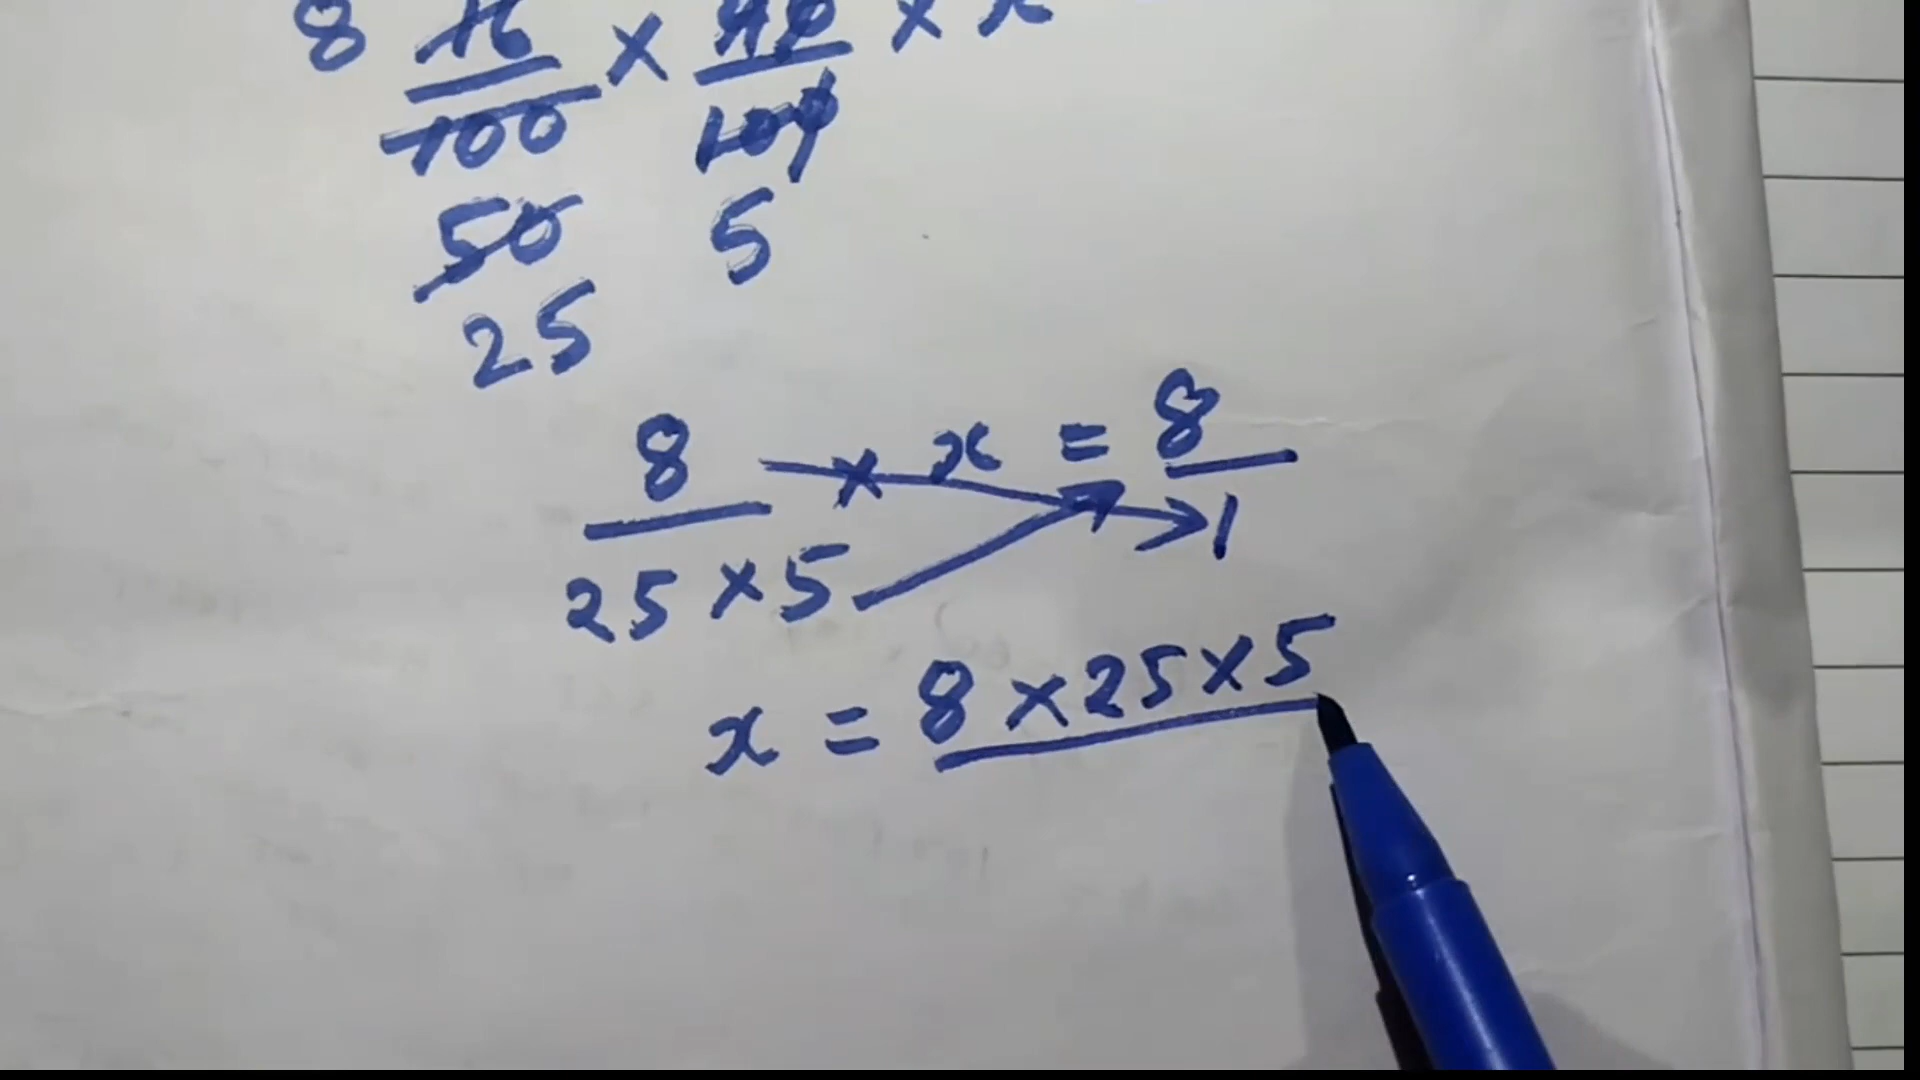 8 16/100 × 40/100 × x
50 5
25
8/(25 × 5) × x = 8/1
x = 8 × 25 × 5